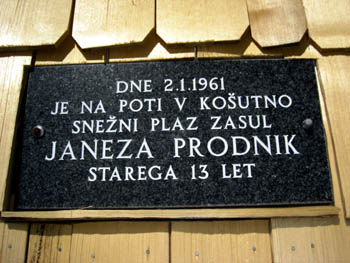 DNE 2.1.1961
JE NA POTI V KOŠUTNO
SNEŽNI PLAZ ZASUL
JANEZA PRODNIK
STAREGA 13 LET